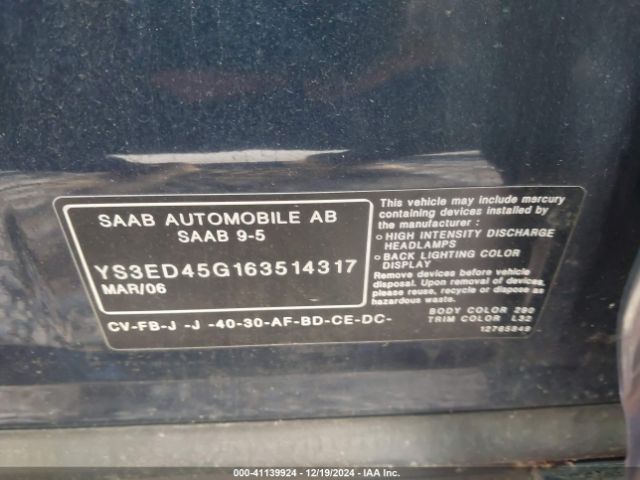 SAAB AUTOMOBILE AB
SAAB 9-5
YS3ED45G163514317
MAR/06
CV-FB-J -J -40-30-AF-BD-CE-DC-
This vehicle may include mercury
containing devices installed by
the manufacturer :
o HIGH INTENSITY DISCHARGE
HEADLAMPS
o BACK LIGHTING COLOR
DISPLAY
Remove devices before vehicle
disposal. Upon removal of devices,
please reuse, recycle or dispose as
hazardous waste.
BODY COLOR 290
TRIM COLOR L32
12765849
000-41139924 - 12/19/2024 - IAA Inc.